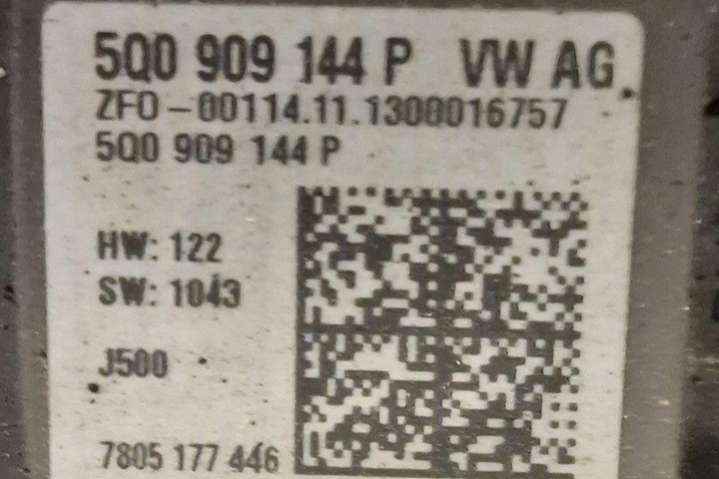 5Q0 909 144 P VW AG
ZF0-00114.11.1300016757
5Q0 909 144 P
HW: 122
SW: 1043
J500
7805 177 446